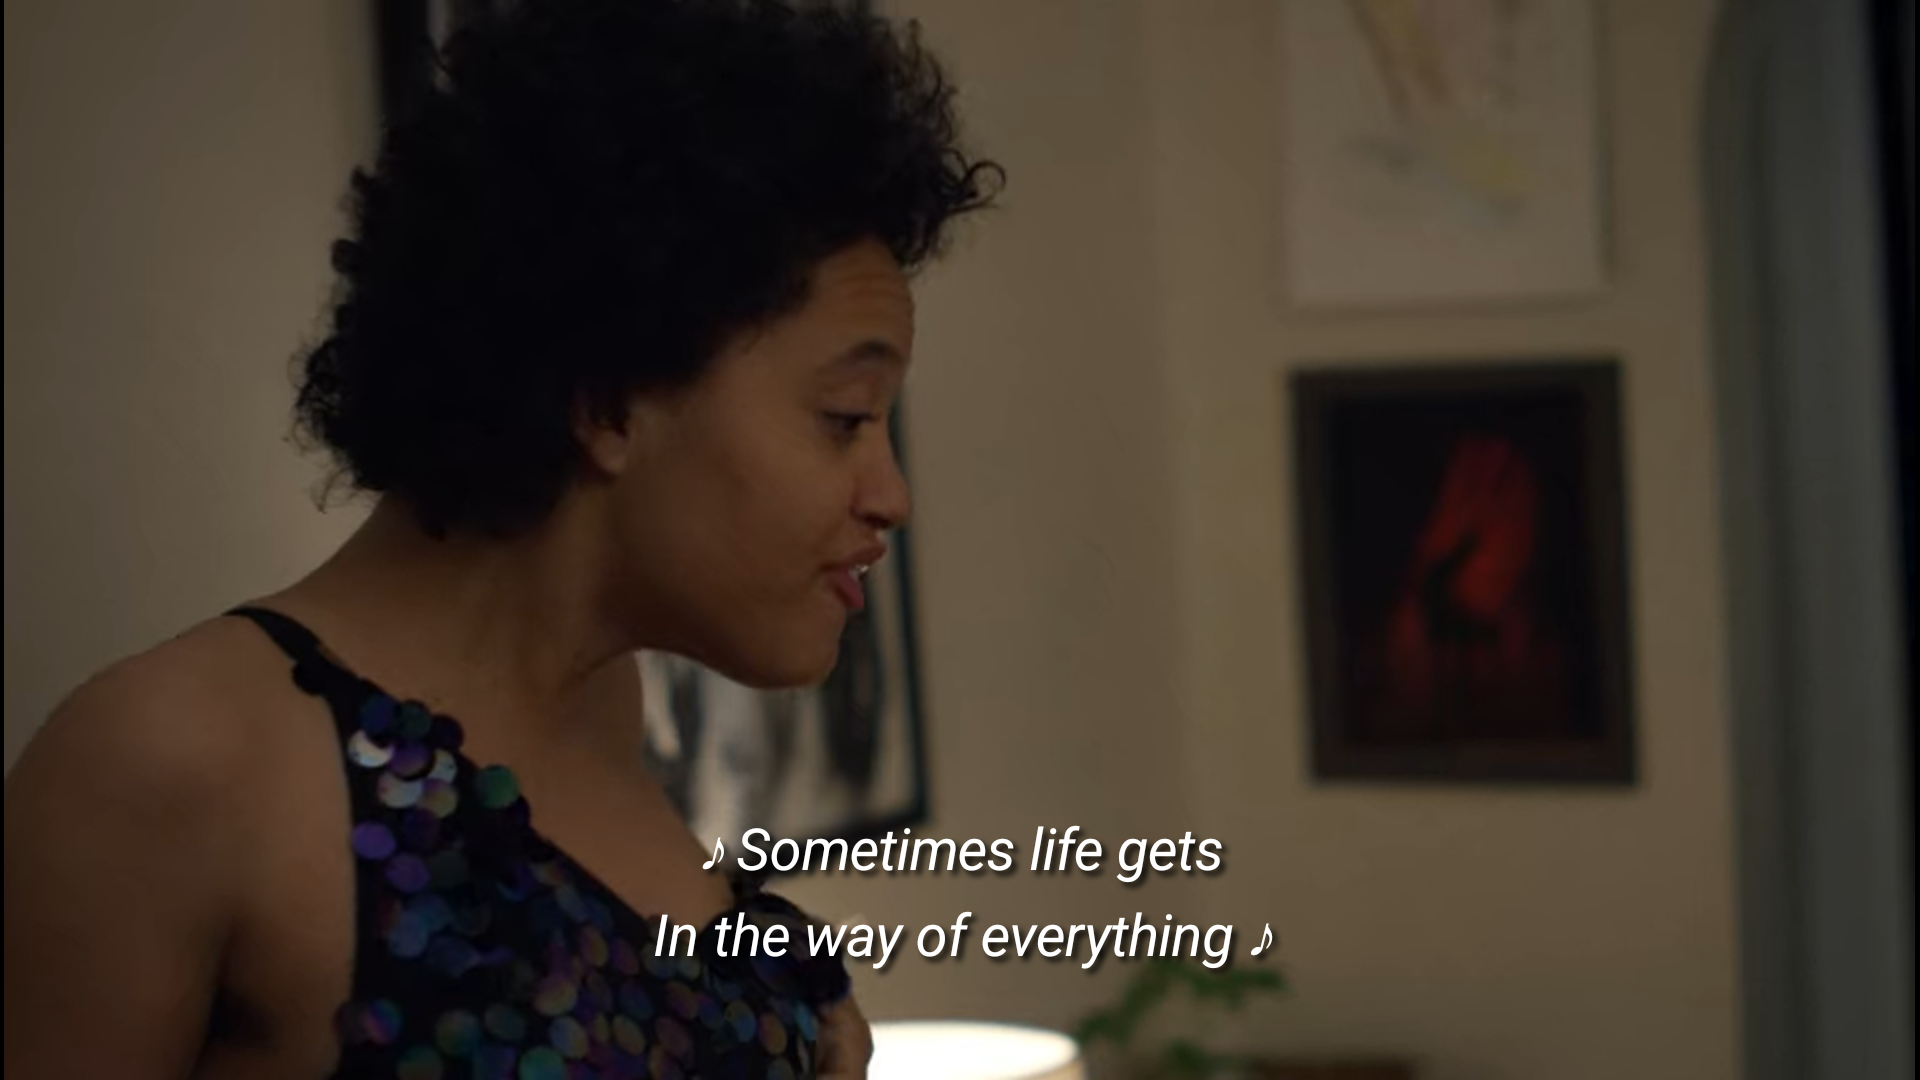 ♪ Sometimes life gets
In the way of everything ♪